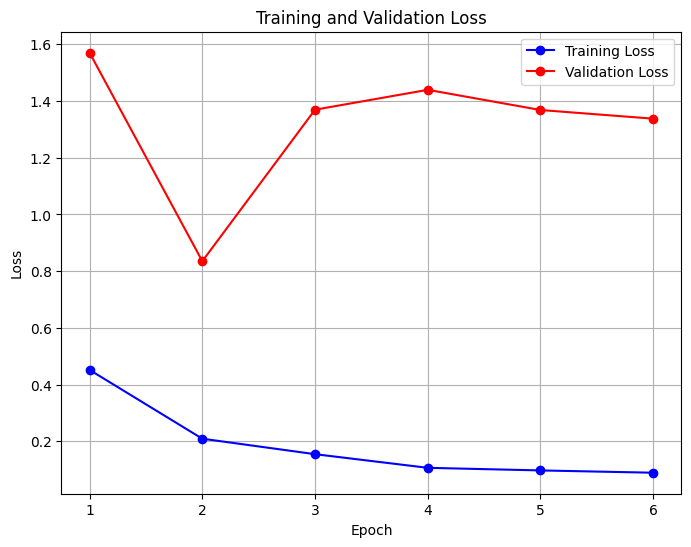 Training and Validation Loss
Training Loss
Validation Loss
1.6
1.4
1.2
1.0
0.8
0.6
0.4
0.2
Loss
1 2 3 4 5 6
Epoch